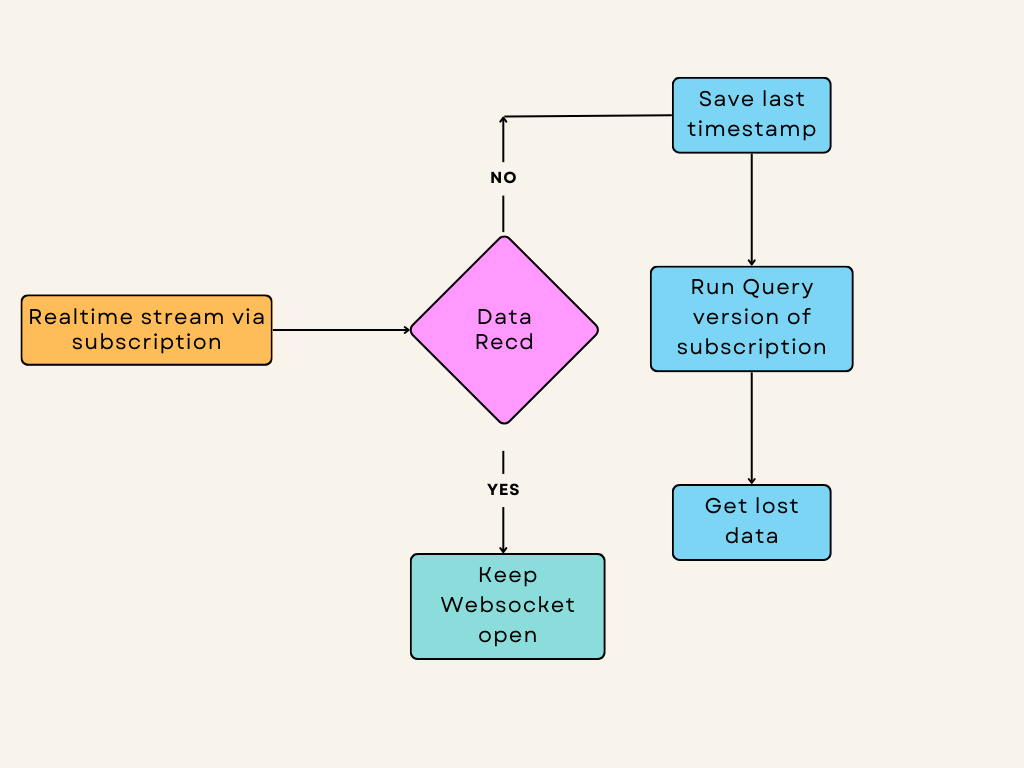 Realtime stream via
subscription
Data
Recd
NO
YES
Keep
Websocket
open
Save last
timestamp
Run Query
version of
subscription
Get lost
data